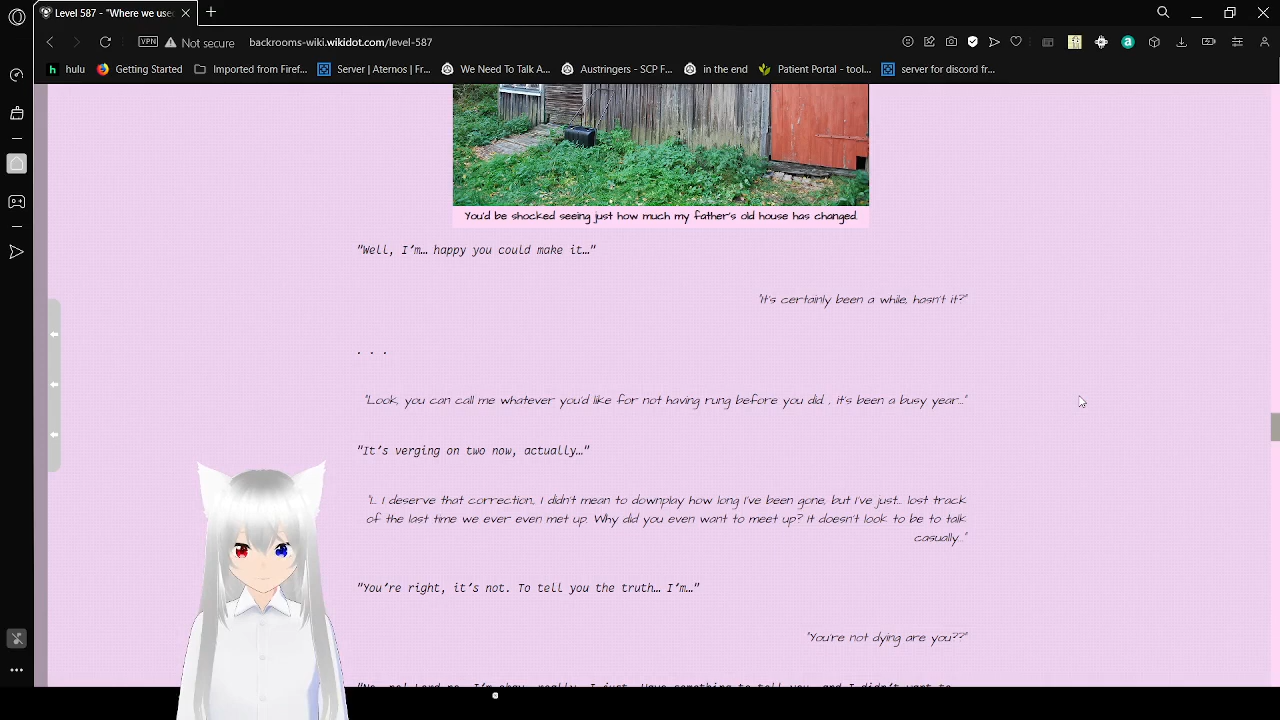 Level 587 - "Where we used
Not secure
VPN
backrooms-wiki.wikidot.com/level-587
hulu
Getting Started
Imported from Firef...
Server | Aternos | Fr...
We Need To Talk A...
Austringers - SCP F...
in the end
Patient Portal - tool...
server for discord fr...
You'd be shocked seeing just how much my father's old house has changed.
"Well, I'm… happy you could make it…"
"It's certainly been a while, hasn't it?"
. . .
"Look, you can call me whatever you'd like for not having rung before you did , it's been a busy year…"
"It's verging on two now, actually…"
"I… I deserve that correction, I didn't mean to downplay how long I've been gone, but I've just… lost track
of the last time we ever even met up. Why did you even want to meet up? It doesn't look to be to talk
casually…"
"You're right, it's not. To tell you the truth… I'm…"
"You're not dying are you??"